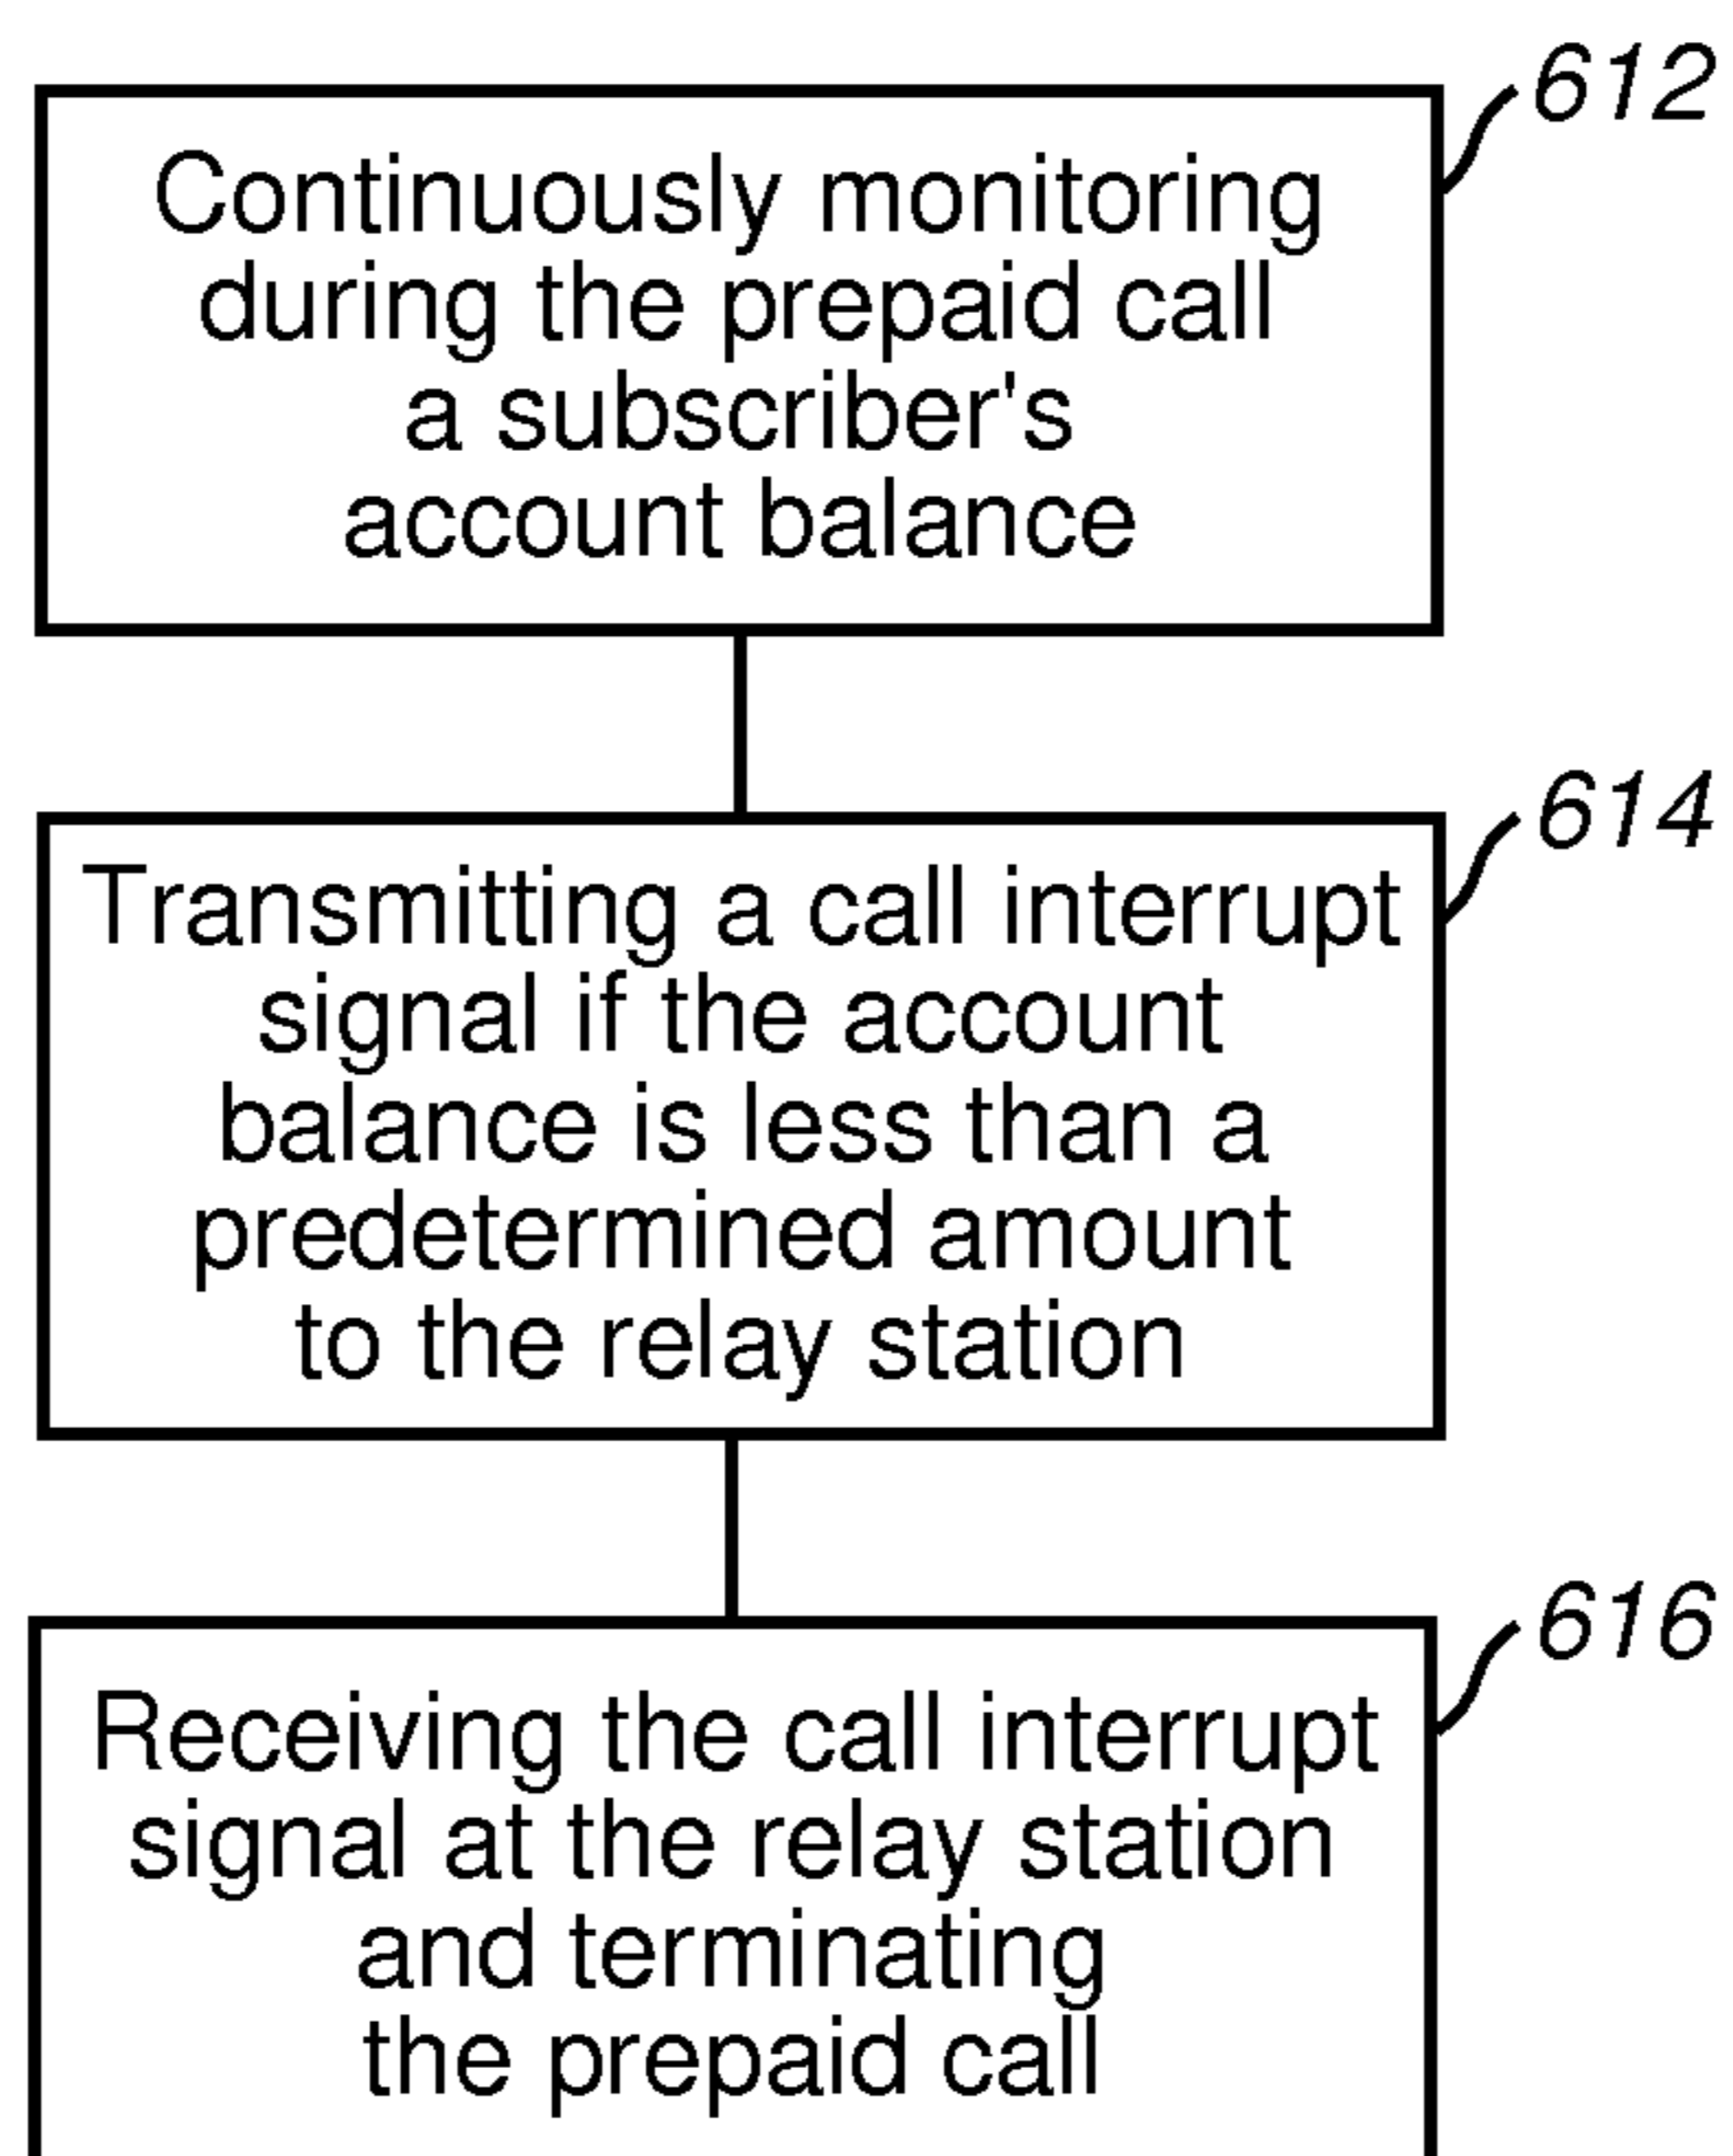 612
Continuously monitoring
during the prepaid call
a subscriber's
account balance
614
Transmitting a call interrupt
signal if the account
balance is less than a
predetermined amount
to the relay station
616
Receiving the call interrupt
signal at the relay station
and terminating
the prepaid call